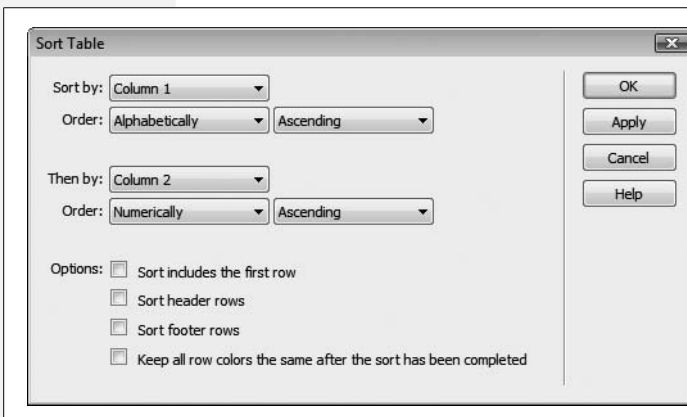 Sort Table
Sort by: Column 1
Order: Alphabetically Ascending
Then by: Column 2
Order: Numerically Ascending
Options: Sort includes the first row
Sort header rows
Sort footer rows
Keep all row colors the same after the sort has been completed
OK
Apply
Cancel
Help